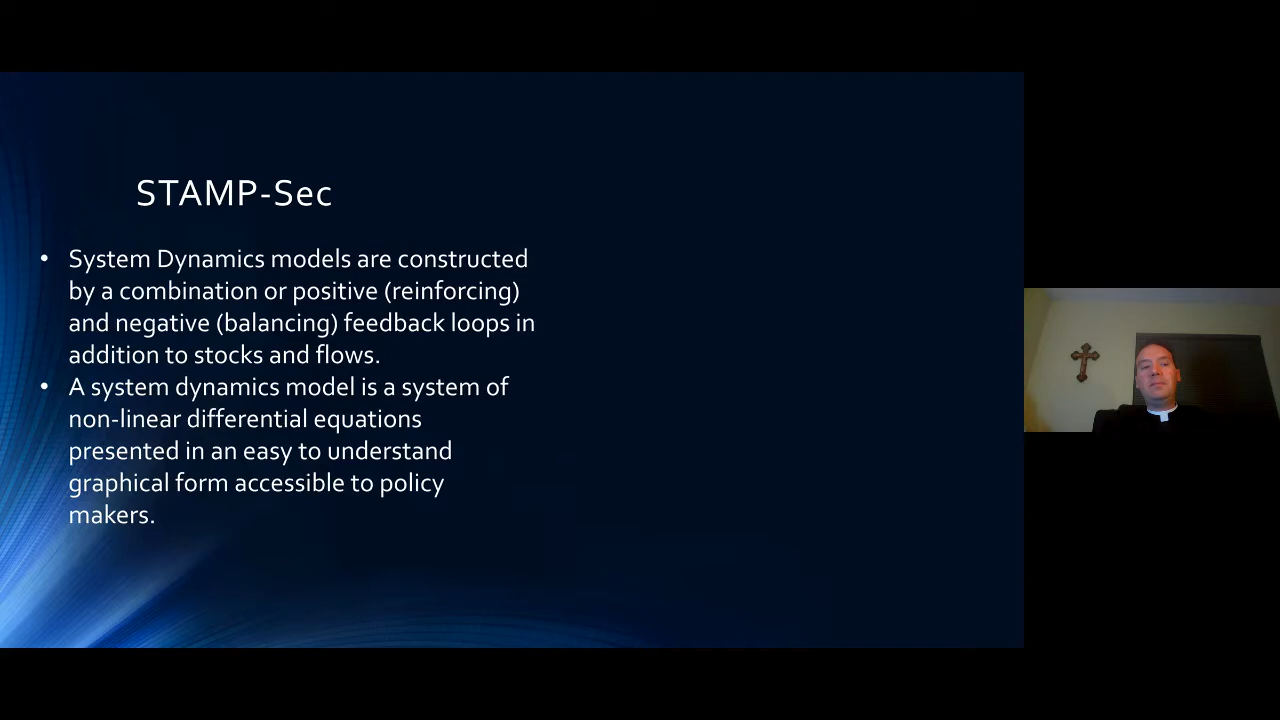 STAMP-Sec
• System Dynamics models are constructed
by a combination or positive (reinforcing)
and negative (balancing) feedback loops in
addition to stocks and flows.
• A system dynamics model is a system of
non-linear differential equations
presented in an easy to understand
graphical form accessible to policy
makers.